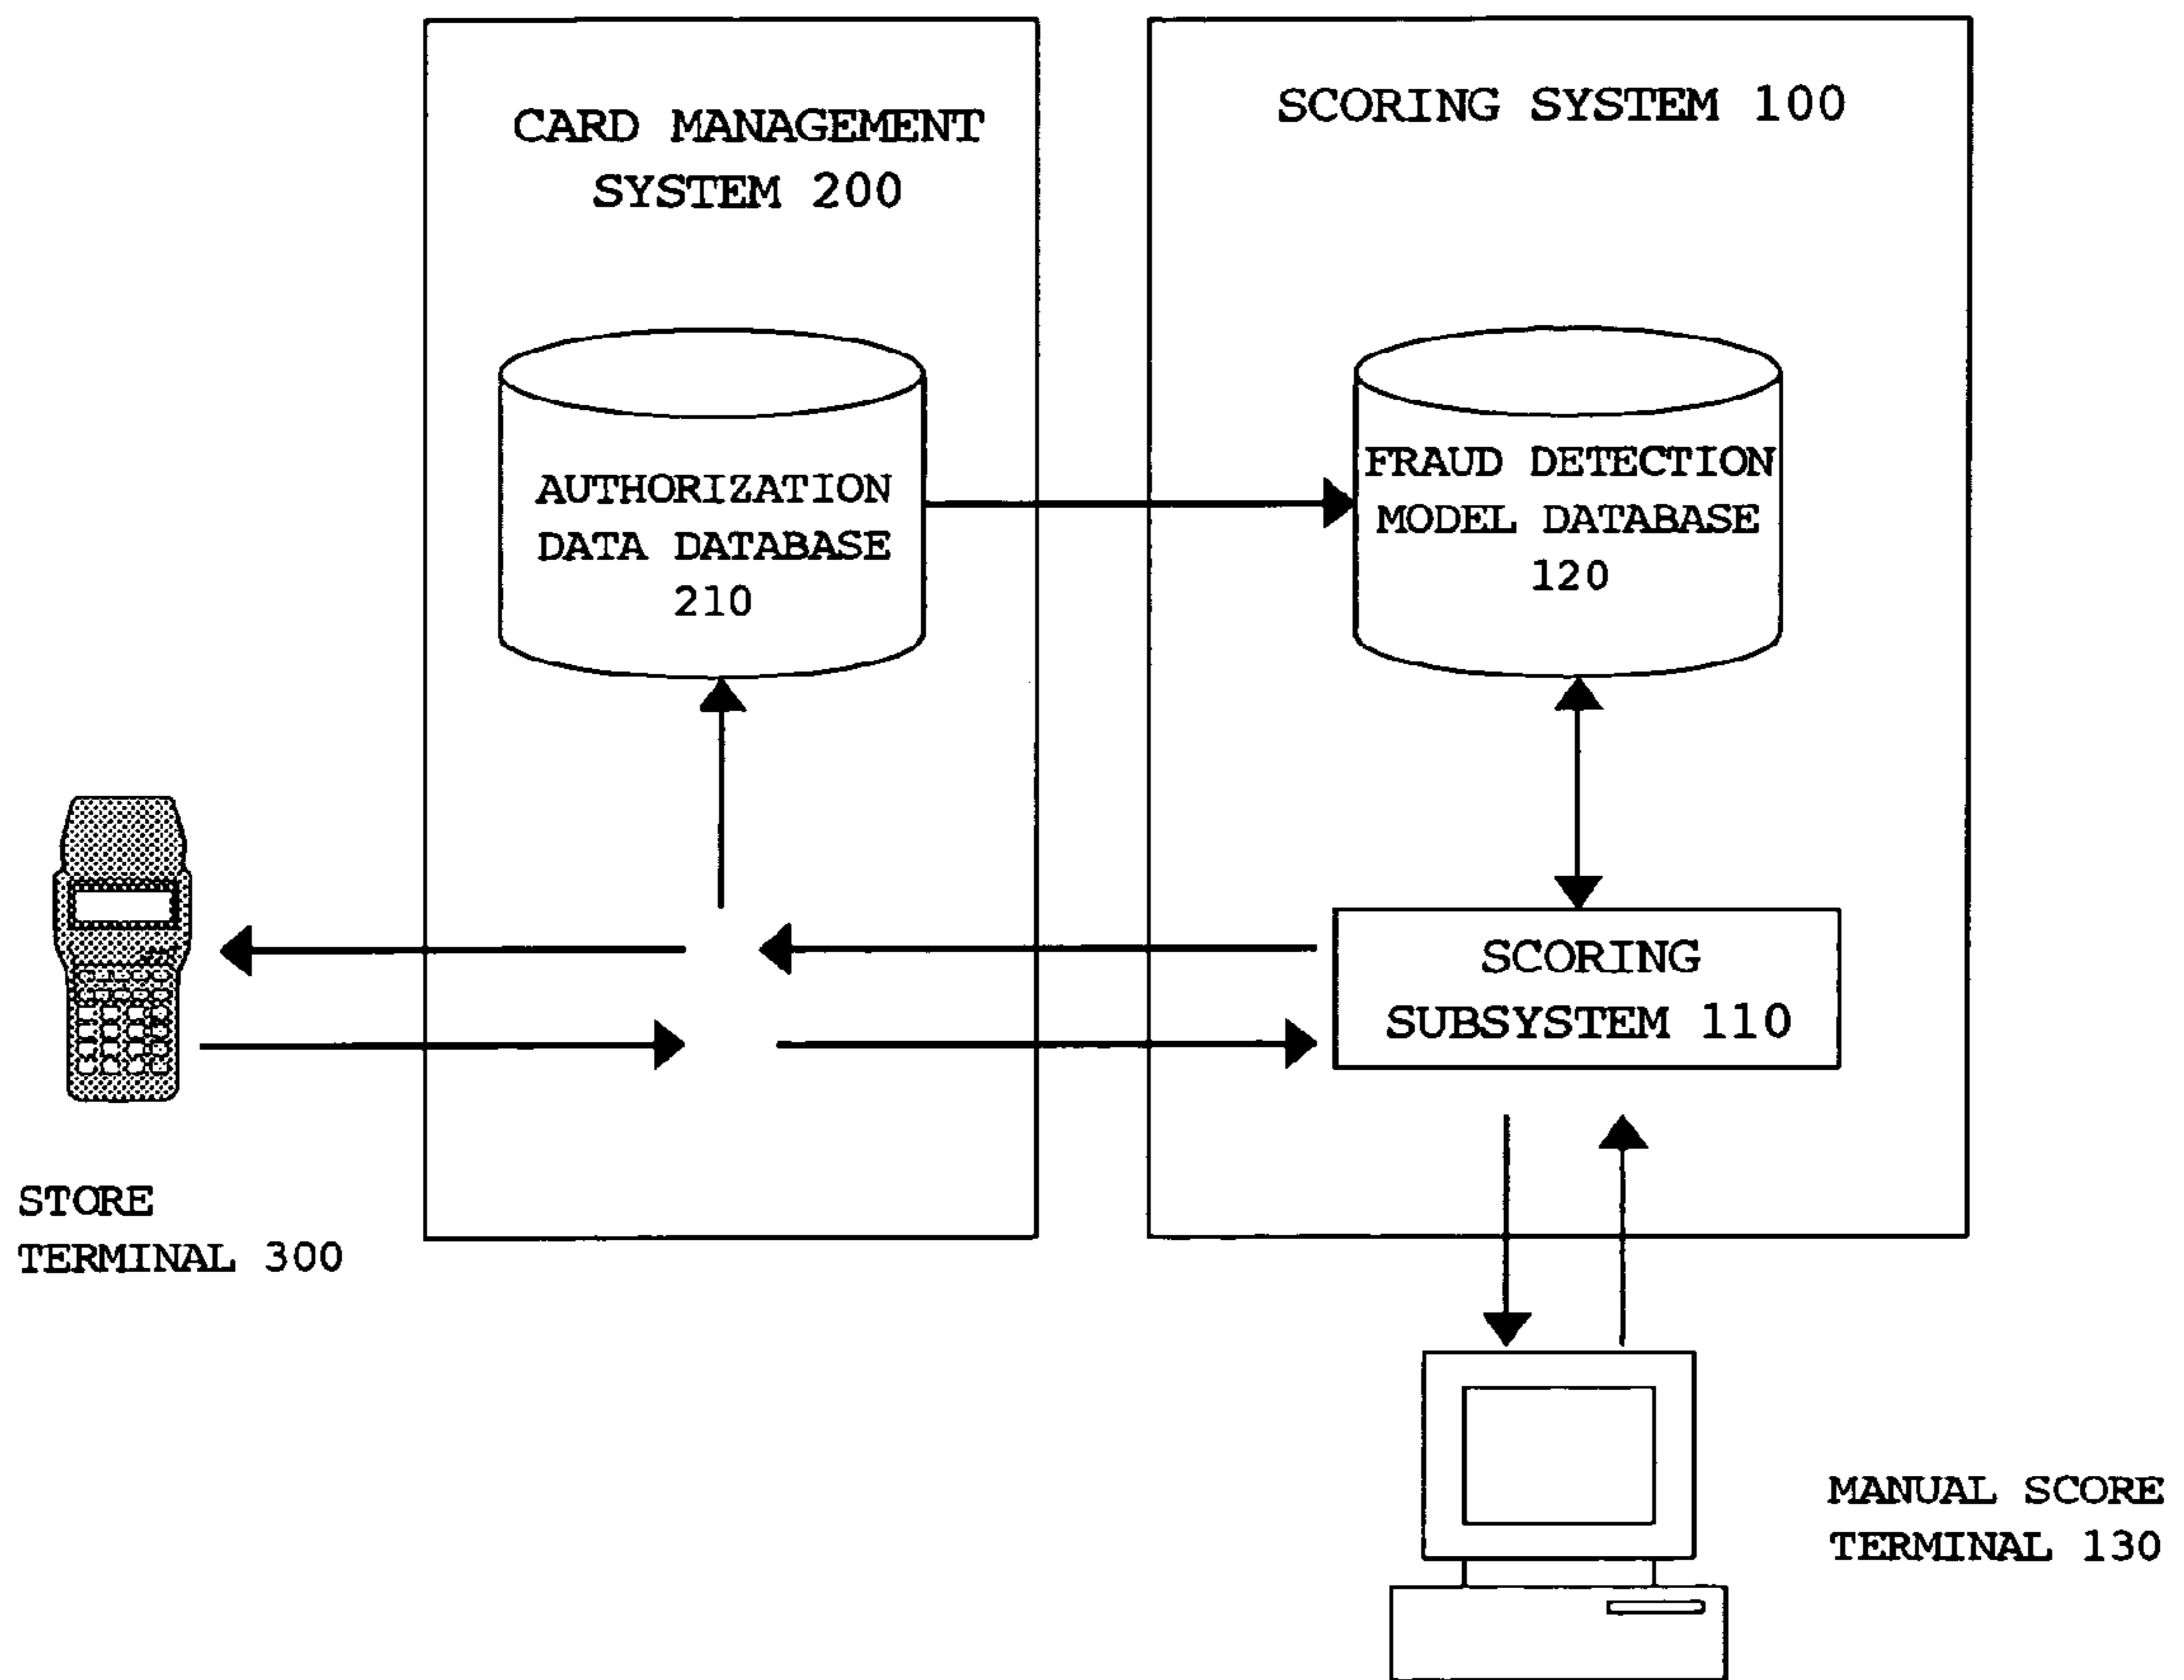 CARD MANAGEMENT
SYSTEM 200
SCORING SYSTEM 100
AUTHORIZATION
DATA DATABASE
210
FRAUD DETECTION
MODEL DATABASE
120
SCORING
SUBSYSTEM 110
STORE
TERMINAL 300
MANUAL SCORE
TERMINAL 130